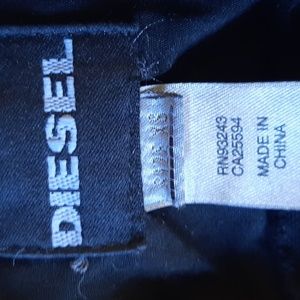 DIESEL
RN93243
CA25594
MADE IN
CHINA